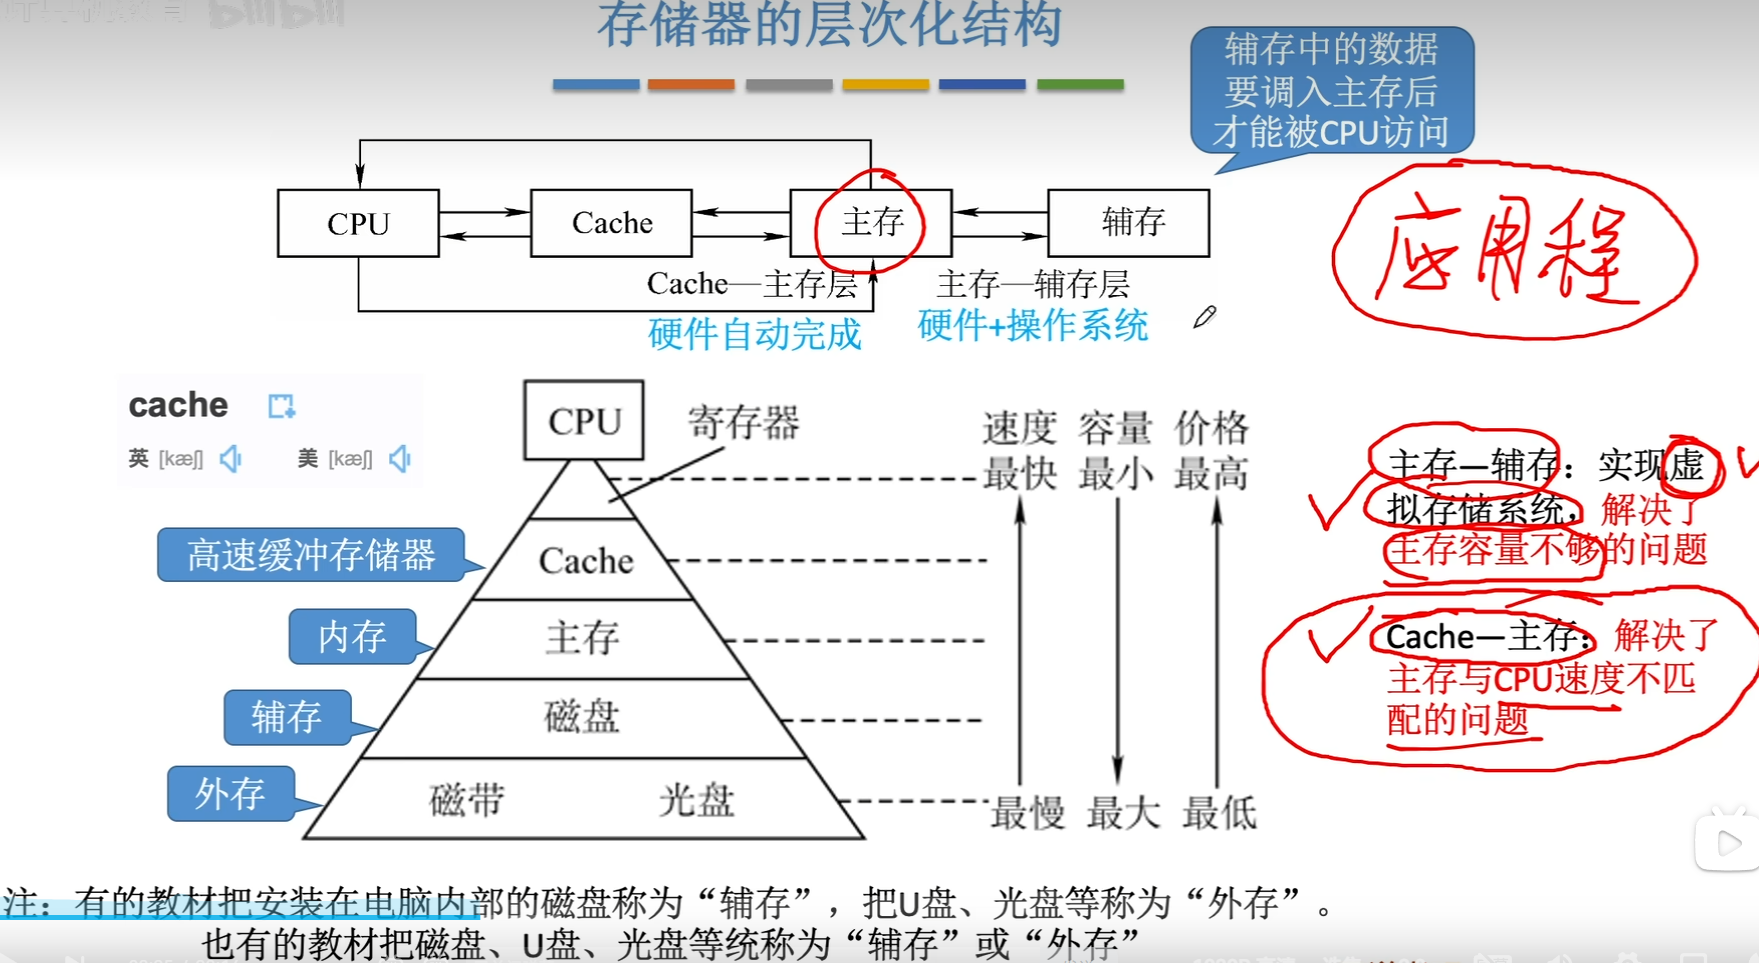 存储器的层次化结构
辅存中的数据
要调入主存后
才能被CPU访问
CPU
Cache
主存
辅存
Cache—主存层
主存—辅存层
硬件自动完成
硬件+操作系统
应用程
cache
英 [kæʃ]
美 [kæʃ]
CPU
寄存器
速度 容量 价格
最快 最小 最高
高速缓冲存储器
Cache
内存
主存
辅存
磁盘
外存
磁带 光盘
最慢 最大 最低
主存—辅存：实现虚
拟存储系统，解决了
主存容量不够的问题
Cache—主存：解决了
主存与CPU速度不匹
配的问题
注：有的教材把安装在电脑内部的磁盘称为“辅存”，把U盘、光盘等称为“外存”。
也有的教材把磁盘、U盘、光盘等统称为“辅存”或“外存”